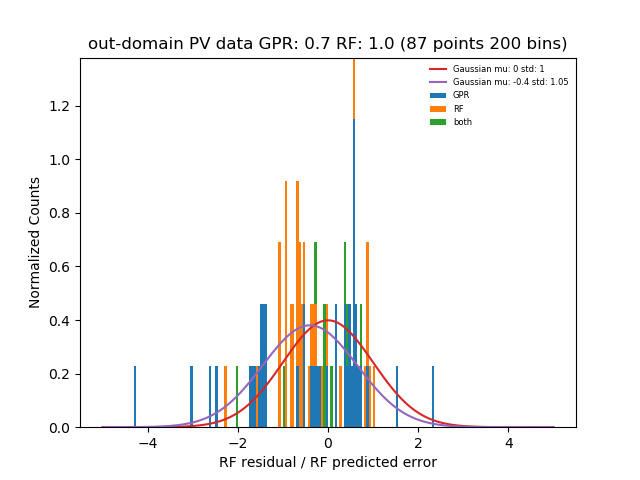 out-domain PV data GPR: 0.7 RF: 1.0 (87 points 200 bins)
Gaussian mu: 0 std: 1
Gaussian mu: -0.4 std: 1.05
GPR
RF
both
Normalized Counts
1.2
1.0
0.8
0.6
0.4
0.2
0.0
−4 −2 0 2 4
RF residual / RF predicted error